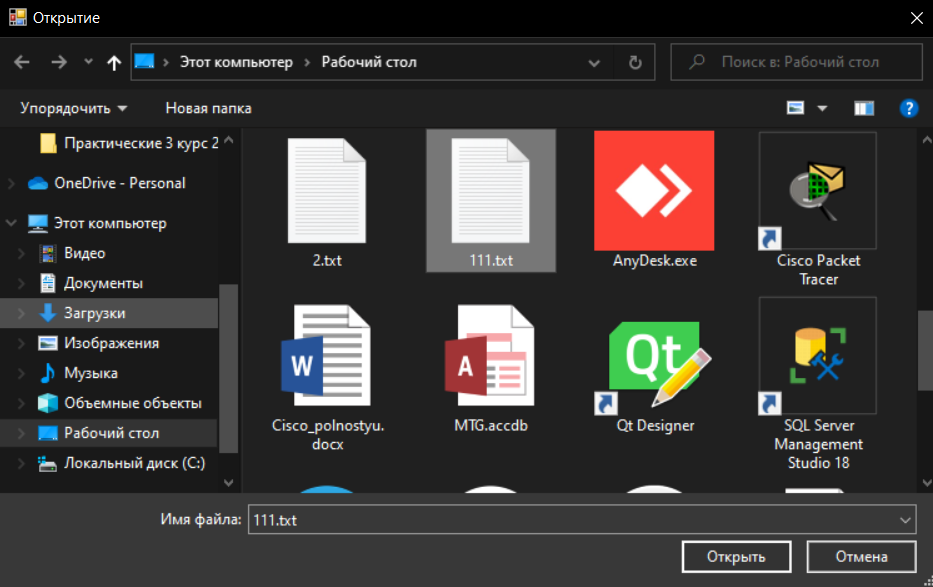 Открытие
Этот компьютер
Рабочий стол
Поиск в: Рабочий стол
Упорядочить
Новая папка
?
Практические 3 курс 2
OneDrive - Personal
Этот компьютер
Видео
Документы
Загрузки
Изображения
Музыка
Объемные объекты
Рабочий стол
Локальный диск (C:)
2.txt
111.txt
AnyDesk.exe
Cisco Packet
Tracer
W
A
Qt
Cisco_polnostyu.
docx
MTG.accdb
Qt Designer
SQL Server
Management
Studio 18
Имя файла:
111.txt
Открыть
Отмена